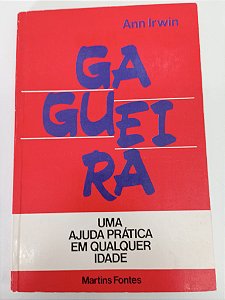 Ann Irwin
GA
GUEI
RA
UMA
AJUDA PRÁTICA
EM QUALQUER
IDADE
Martins Fontes